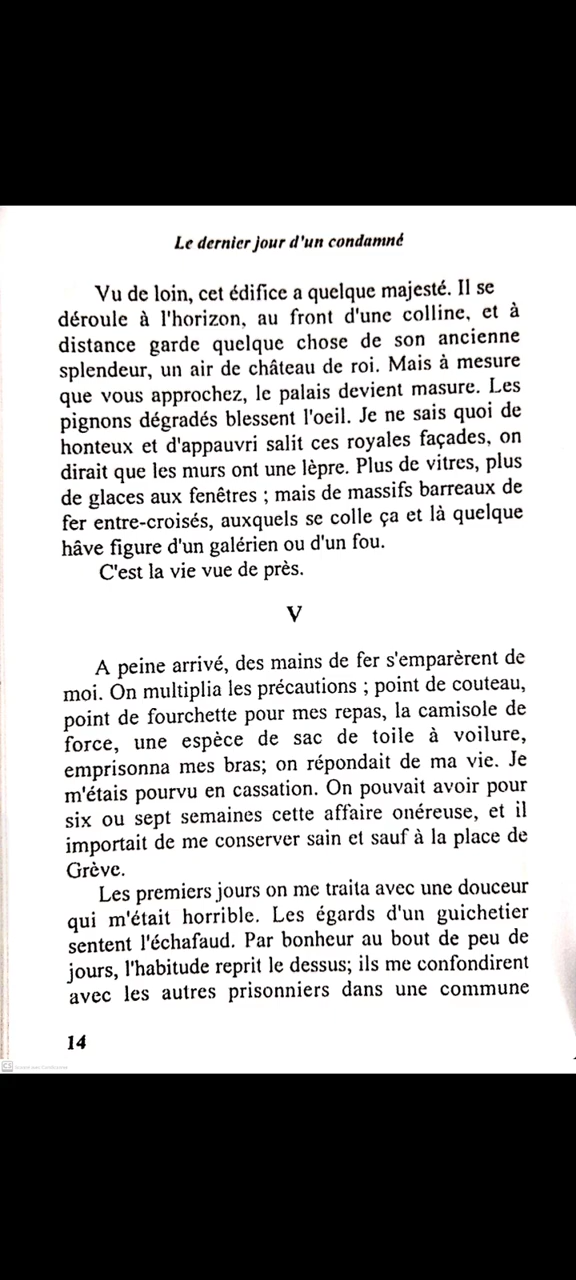 Le dernier jour d'un condamné
Vu de loin, cet édifice a quelque majesté. Il se
déroule à l'horizon, au front d'une colline, et à
distance garde quelque chose de son ancienne
splendeur, un air de château de roi. Mais à mesure
que vous approchez, le palais devient masure. Les
pignons dégradés blessent l'oeil. Je ne sais quoi de
honteux et d'appauvri salit ces royales façades, on
dirait que les murs ont une lèpre. Plus de vitres, plus
de glaces aux fenêtres ; mais de massifs barreaux de
fer entre-croisés, auxquels se colle ça et là quelque
hâve figure d'un galérien ou d'un fou.
C'est la vie vue de près.
V
A peine arrivé, des mains de fer s'emparèrent de
moi. On multiplia les précautions ; point de couteau,
point de fourchette pour mes repas, la camisole de
force, une espèce de sac de toile à voilure,
emprisonna mes bras; on répondait de ma vie. Je
m'étais pourvu en cassation. On pouvait avoir pour
six ou sept semaines cette affaire onéreuse, et il
importait de me conserver sain et sauf à la place de
Grève.
Les premiers jours on me traita avec une douceur
qui m'était horrible. Les égards d'un guichetier
sentent l'échafaud. Par bonheur au bout de peu de
jours, l'habitude reprit le dessus; ils me confondirent
avec les autres prisonniers dans une commune
14
CS